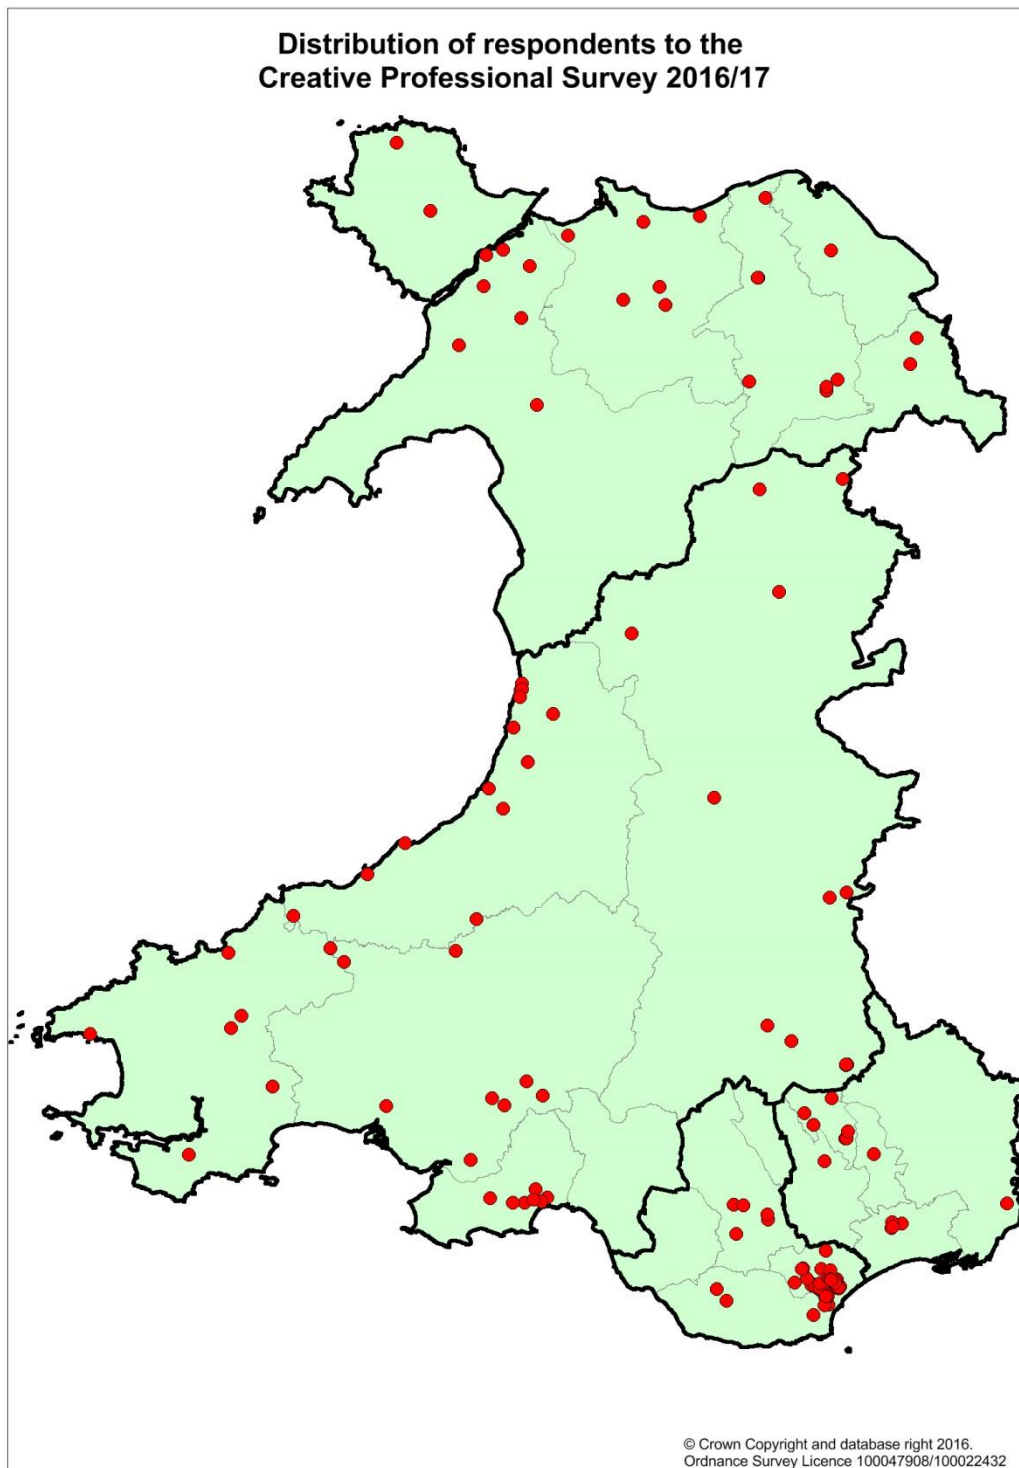 Distribution of respondents to the
Creative Professional Survey 2016/17
© Crown Copyright and database right 2016.
Ordnance Survey Licence 100047908/100022432